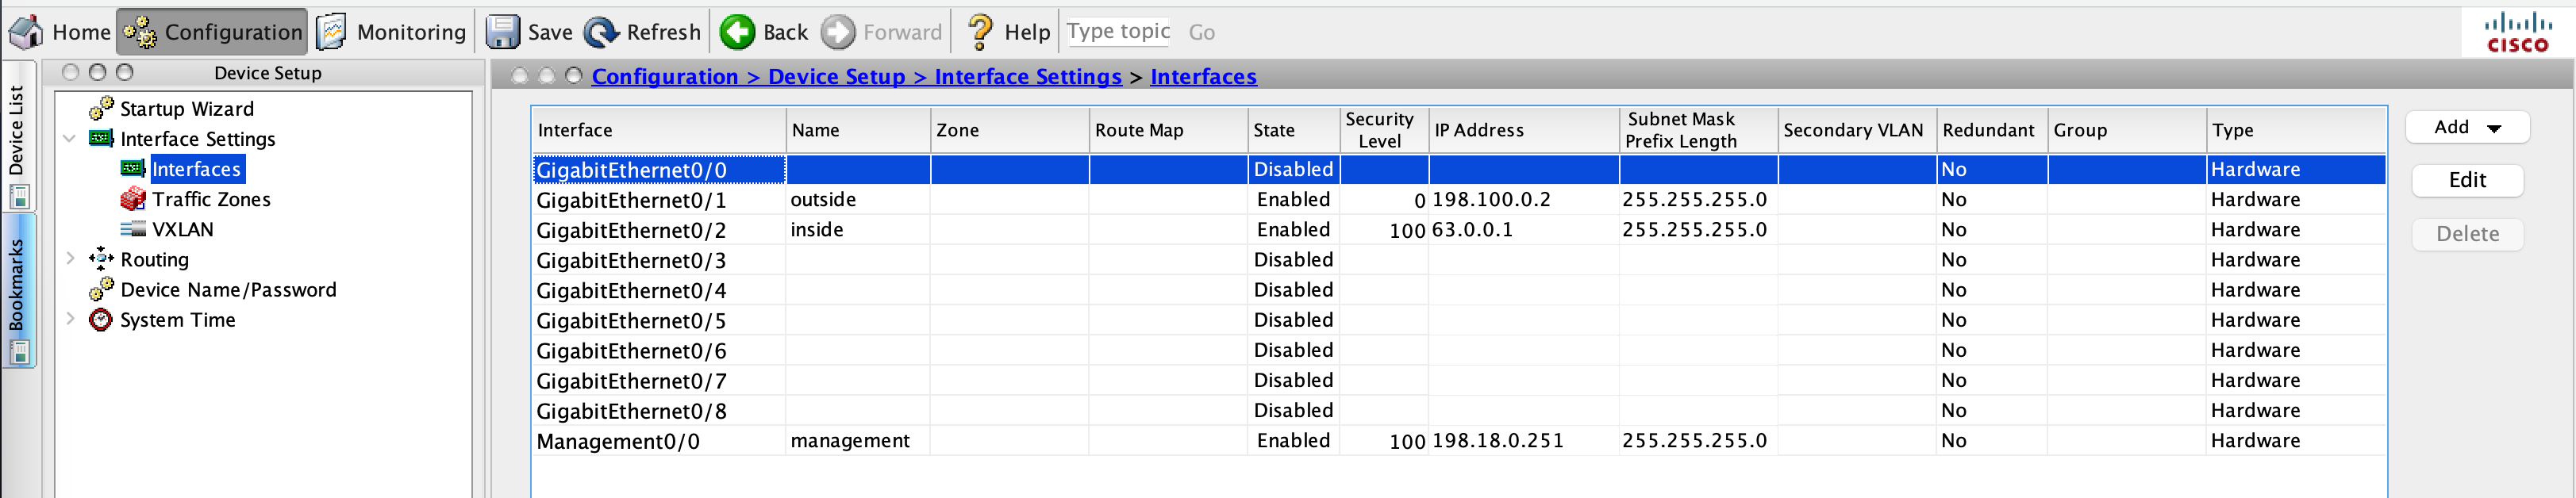 Home Configuration Monitoring Save Refresh Back Forward Help Type topic Go
CISCO
Device List
Bookmarks
Device Setup
Startup Wizard
Interface Settings
Interfaces
Traffic Zones
VXLAN
Routing
Device Name/Password
System Time
Configuration > Device Setup > Interface Settings > Interfaces
Interface Name Zone Route Map State Security Level IP Address Subnet Mask Prefix Length Secondary VLAN Redundant Group Type
GigabitEthernet0/0 Disabled No Hardware
GigabitEthernet0/1 outside Enabled 0 198.100.0.2 255.255.255.0 No Hardware
GigabitEthernet0/2 inside Enabled 100 63.0.0.1 255.255.255.0 No Hardware
GigabitEthernet0/3 Disabled No Hardware
GigabitEthernet0/4 Disabled No Hardware
GigabitEthernet0/5 Disabled No Hardware
GigabitEthernet0/6 Disabled No Hardware
GigabitEthernet0/7 Disabled No Hardware
GigabitEthernet0/8 Disabled No Hardware
Management0/0 management Enabled 100 198.18.0.251 255.255.255.0 No Hardware
Add
Edit
Delete